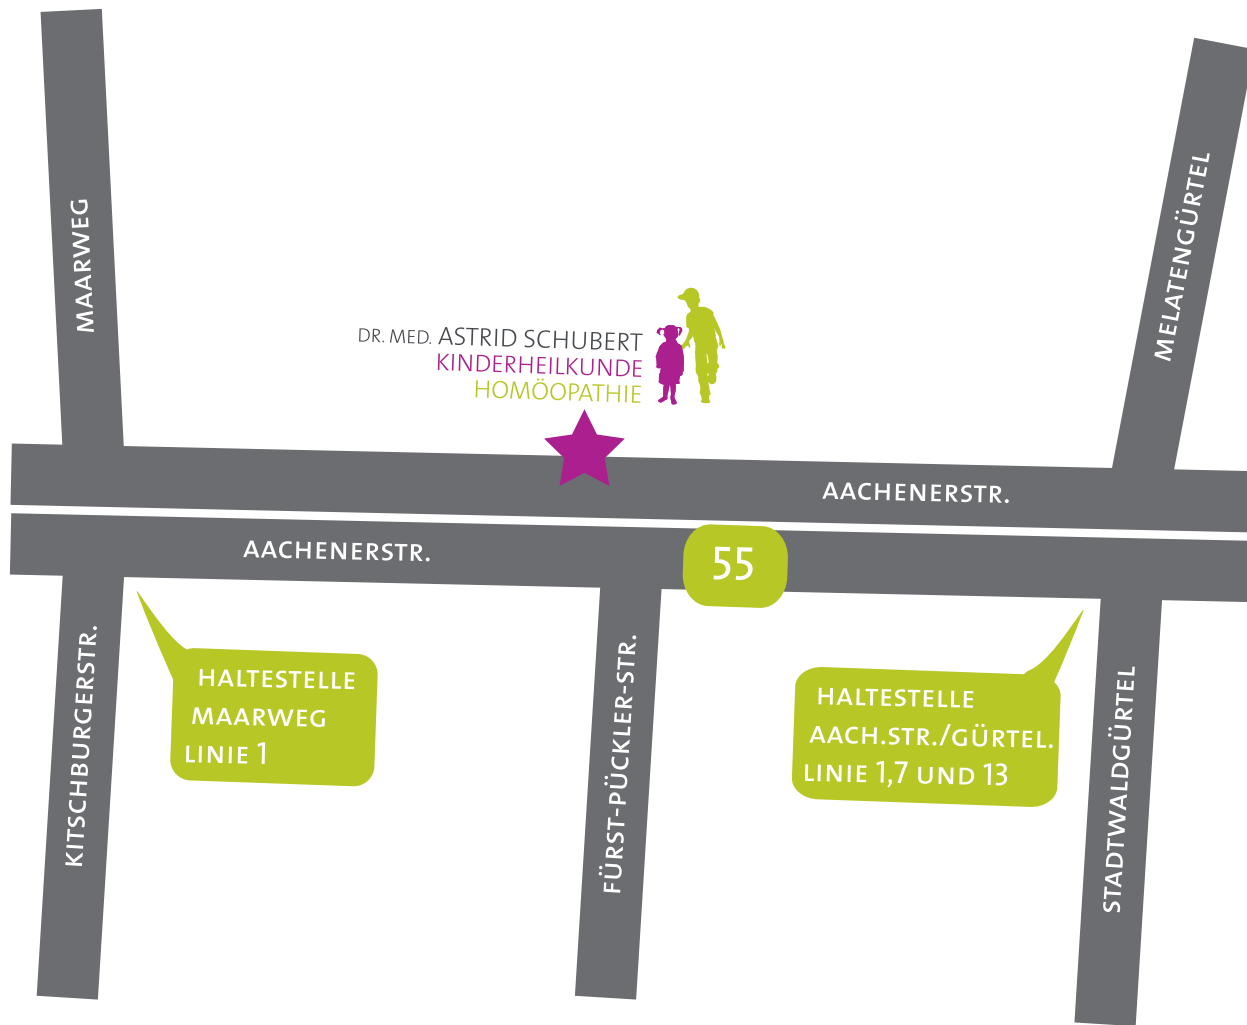 MAARWEG
MELATENGÜRTEL
DR. MED. ASTRID SCHUBERT
KINDERHEILKUNDE
HOMÖOPATHIE
AACHENERSTR.
AACHENERSTR.
55
KITSCHBURGERSTR.
HALTESTELLE
MAARWEG
LINIE 1
FÜRST-PÜCKLER-STR.
HALTESTELLE
AACH.STR./GÜRTEL.
LINIE 1,7 UND 13
STADTWALDGÜRTEL